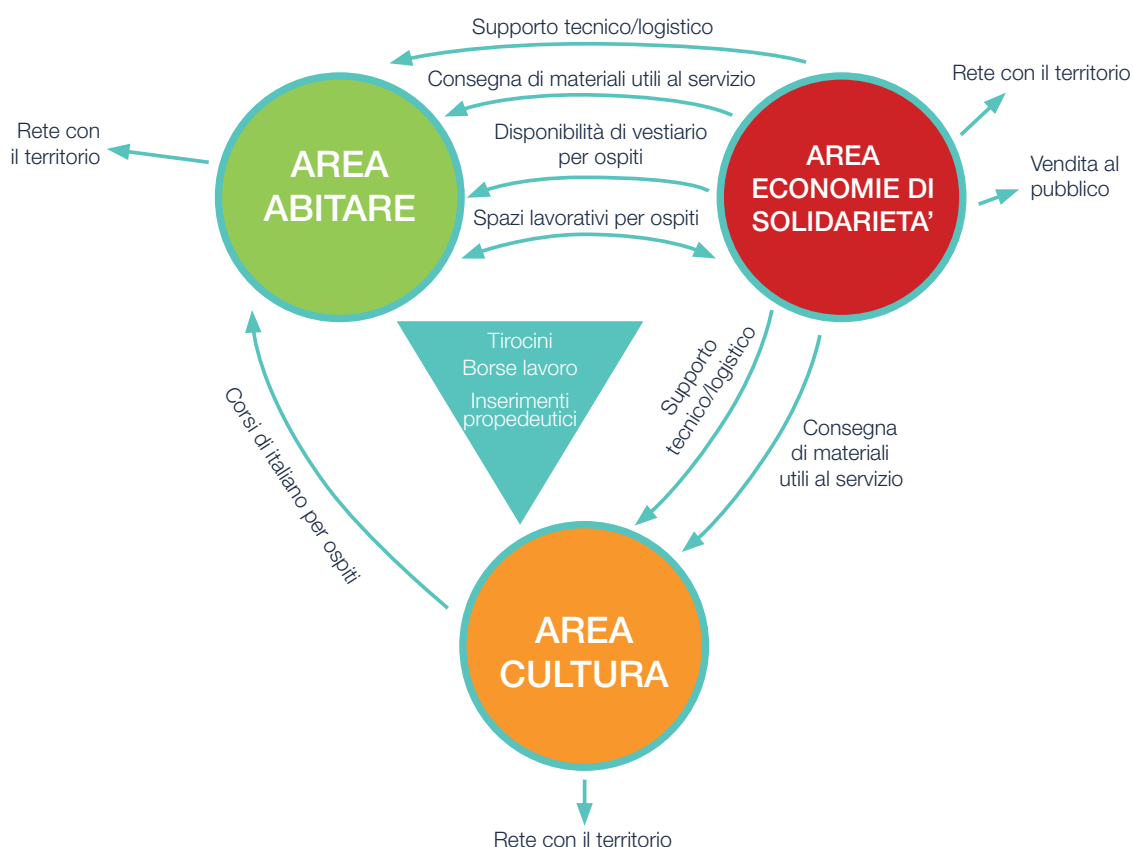 Supporto tecnico/logistico
Consegna di materiali utili al servizio
Disponibilità di vestiario
per ospiti
Spazi lavorativi per ospiti
Rete con
il territorio
AREA
ABITARE
AREA
ECONOMIE DI
SOLIDARIETA’
Rete con il territorio
Vendita al
pubblico
Tirocini
Borse lavoro
Inserimenti
propedeutici
Supporto
tecnico/logistico
Consegna
di materiali
utili al servizio
Corsi di italiano per ospiti
AREA
CULTURA
Rete con il territorio